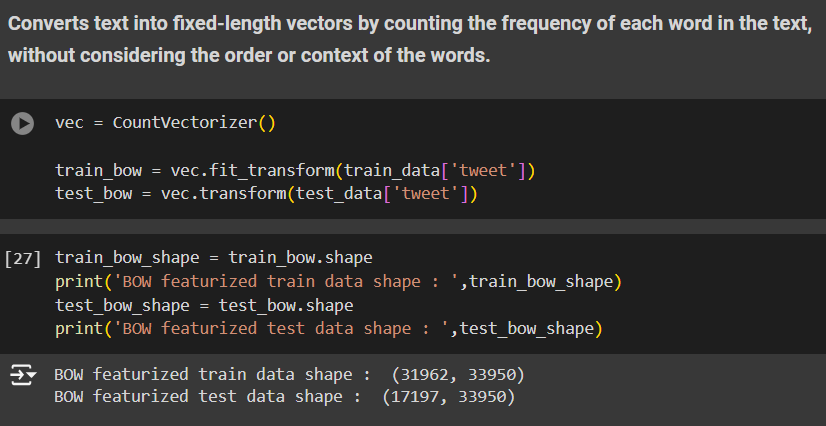 Converts text into fixed-length vectors by counting the frequency of each word in the text,
without considering the order or context of the words.
vec = CountVectorizer()
train_bow = vec.fit_transform(train_data['tweet'])
test_bow = vec.transform(test_data['tweet'])
[27] train_bow_shape = train_bow.shape
print('BOW featurized train data shape : ',train_bow_shape)
test_bow_shape = test_bow.shape
print('BOW featurized test data shape : ',test_bow_shape)
BOW featurized train data shape :  (31962, 33950)
BOW featurized test data shape :  (17197, 33950)